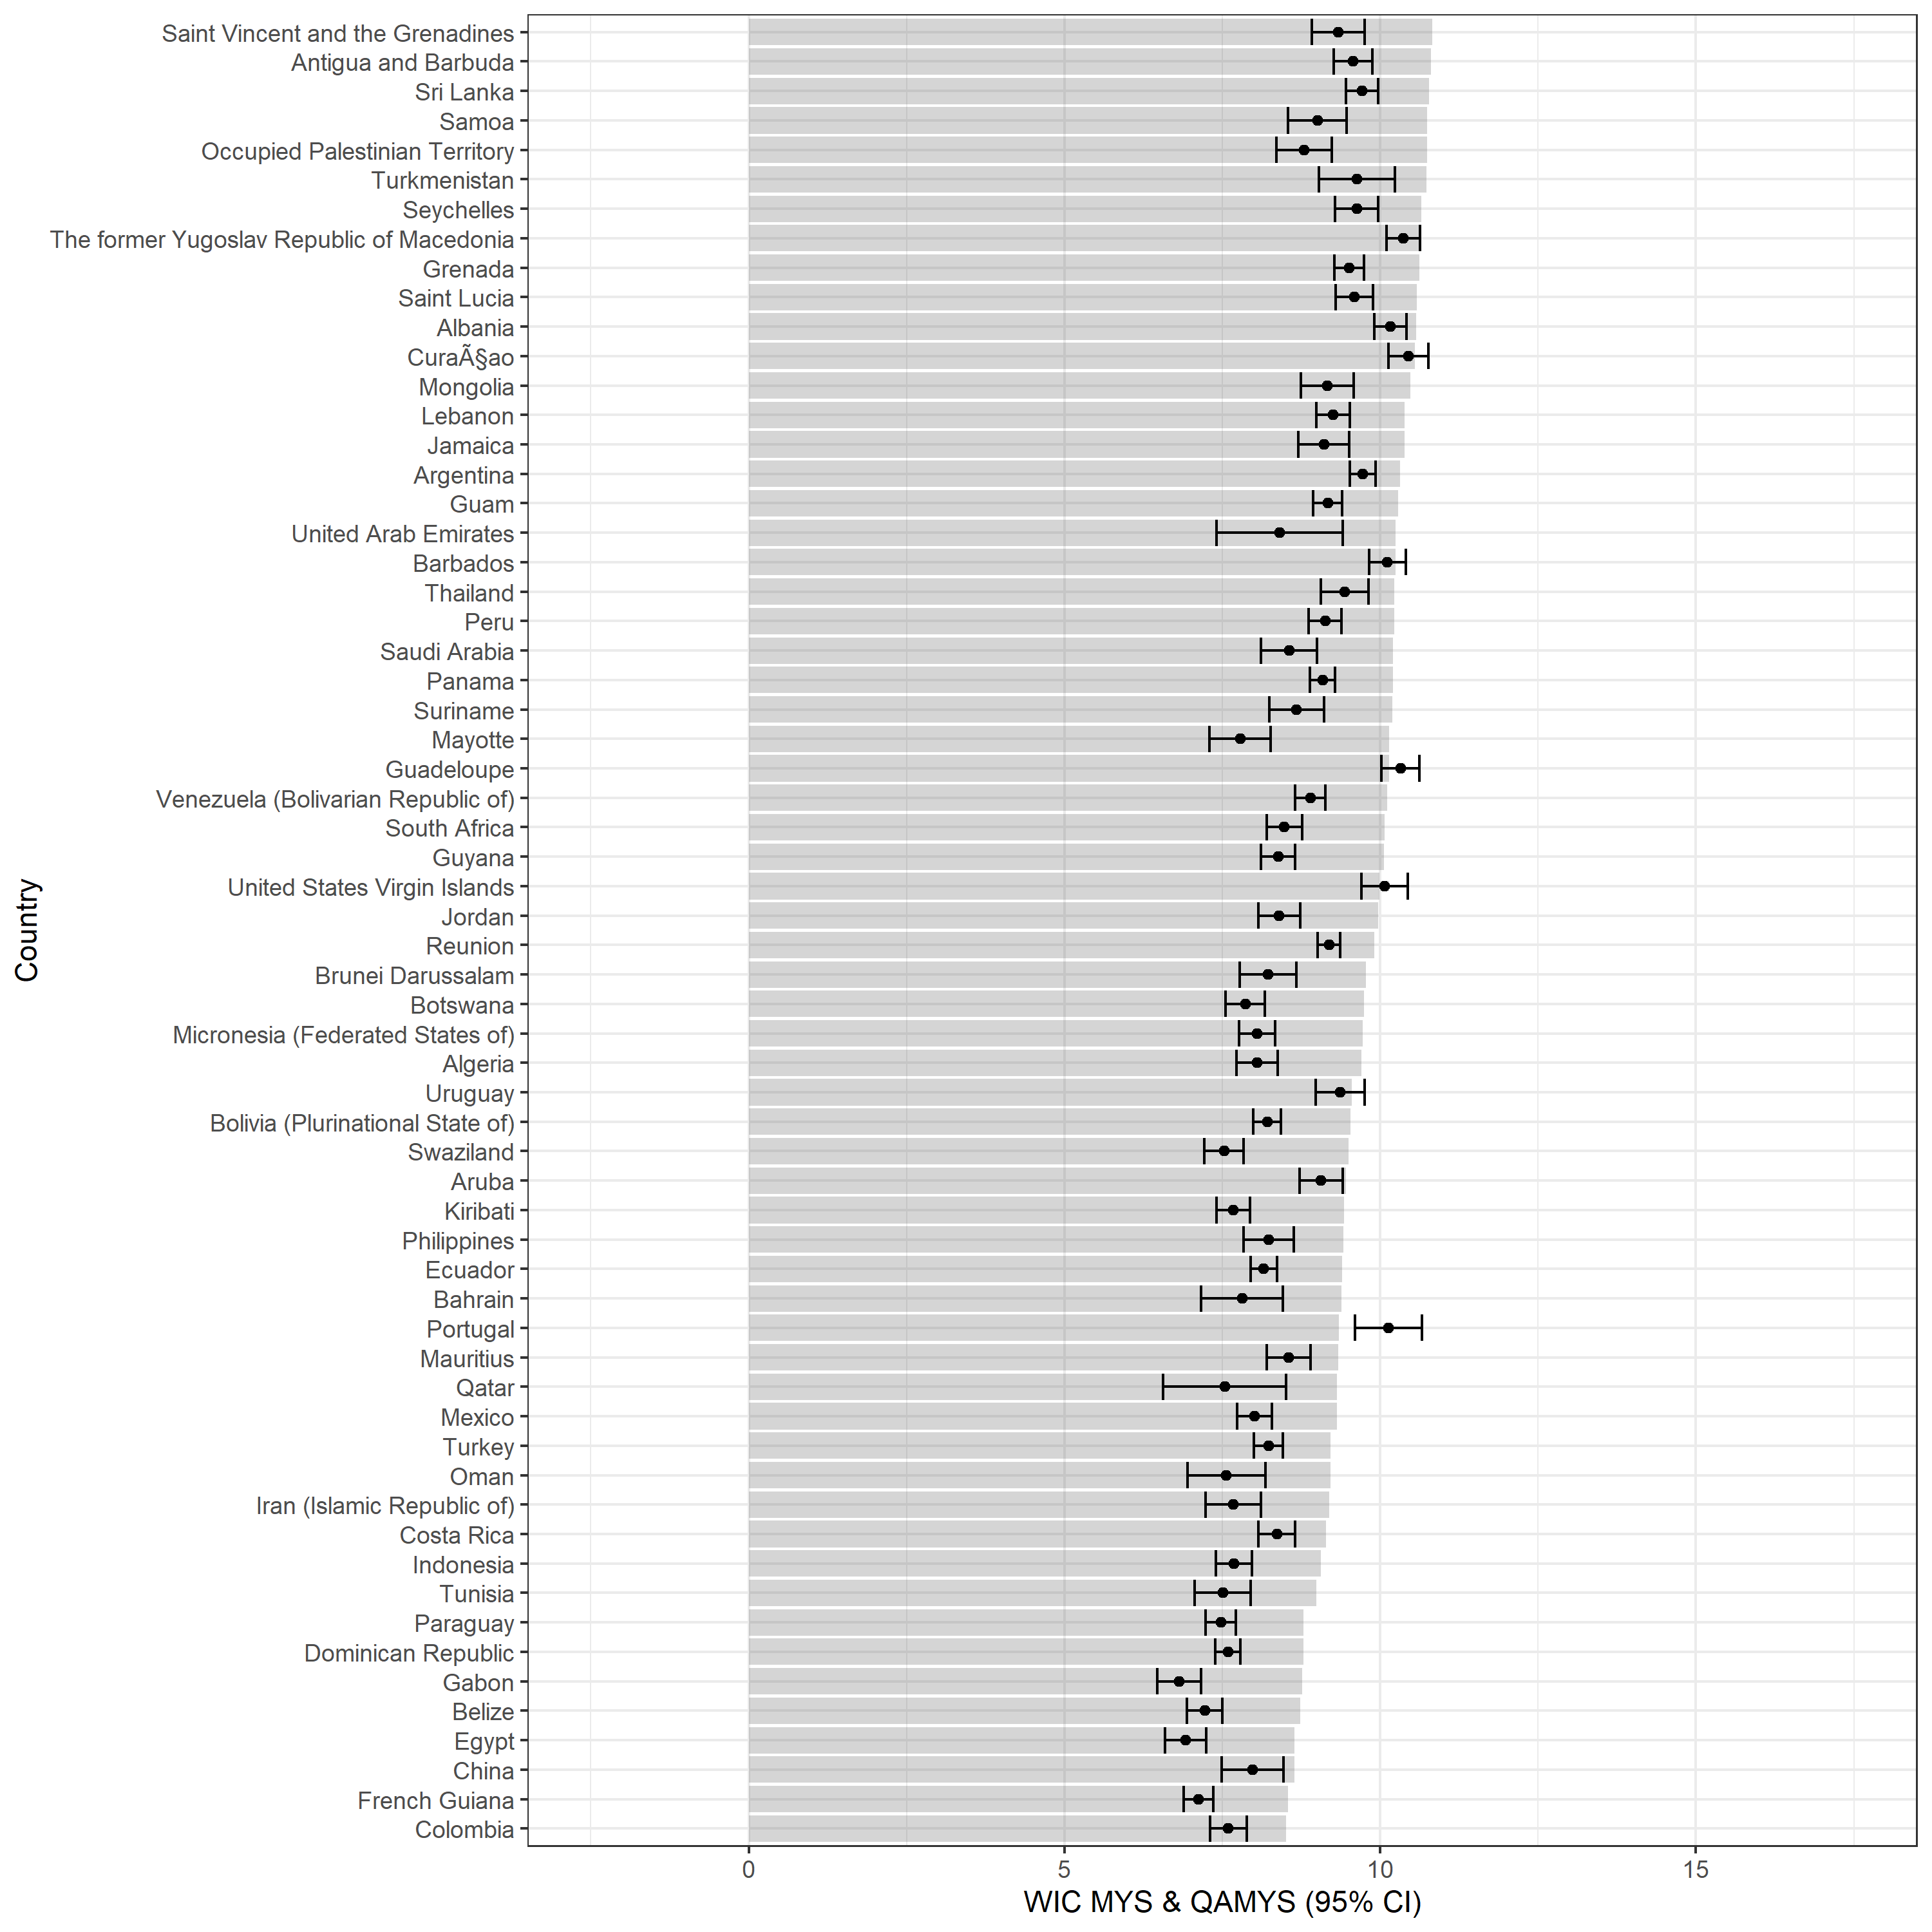 Saint Vincent and the Grenadines
Antigua and Barbuda
Sri Lanka
Samoa
Occupied Palestinian Territory
Turkmenistan
Seychelles
The former Yugoslav Republic of Macedonia
Grenada
Saint Lucia
Albania
CuraÃ§ao
Mongolia
Lebanon
Jamaica
Argentina
Guam
United Arab Emirates
Barbados
Thailand
Peru
Saudi Arabia
Panama
Suriname
Mayotte
Guadeloupe
Venezuela (Bolivarian Republic of)
South Africa
Guyana
United States Virgin Islands
Jordan
Reunion
Brunei Darussalam
Botswana
Micronesia (Federated States of)
Algeria
Uruguay
Bolivia (Plurinational State of)
Swaziland
Aruba
Kiribati
Philippines
Ecuador
Bahrain
Portugal
Mauritius
Qatar
Mexico
Turkey
Oman
Iran (Islamic Republic of)
Costa Rica
Indonesia
Tunisia
Paraguay
Dominican Republic
Gabon
Belize
Egypt
China
French Guiana
Colombia
Country
0 5 10 15
WIC MYS & QAMYS (95% CI)